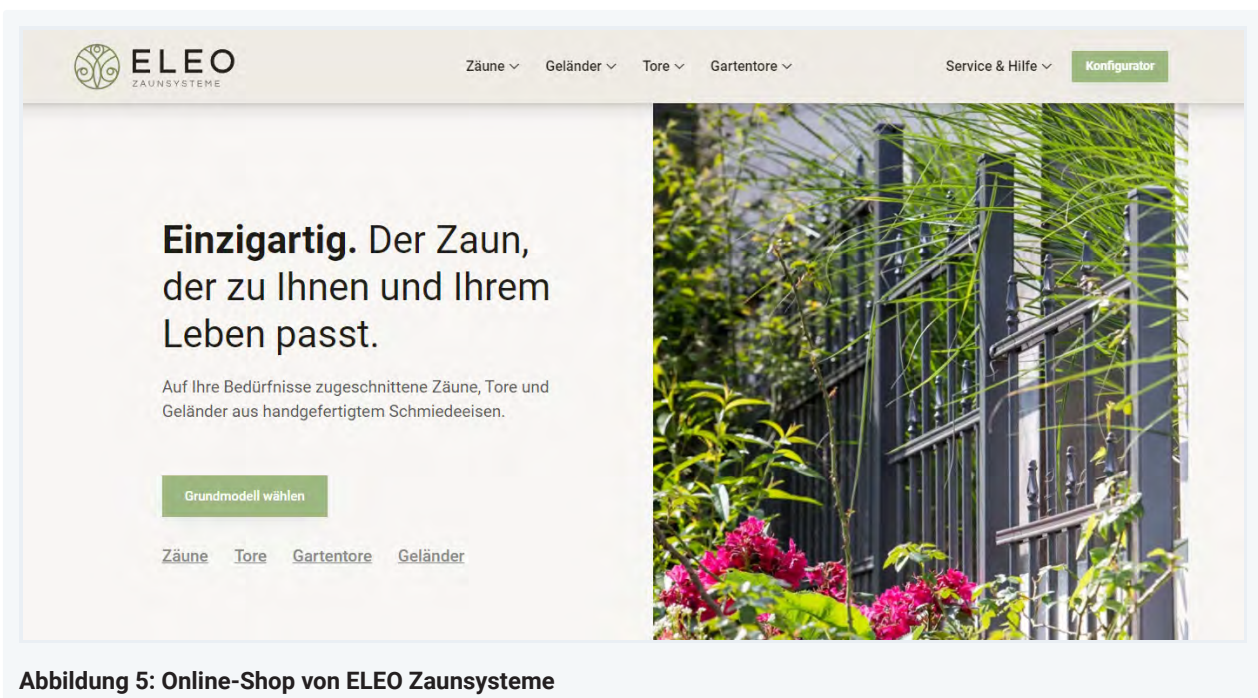 ELEO
ZAUNSYSTEME
Zäune
Geländer
Tore
Gartentore
Service & Hilfe
Konfigurator
Einzigartig. Der Zaun,
der zu Ihnen und Ihrem
Leben passt.
Auf Ihre Bedürfnisse zugeschnittene Zäune, Tore und
Geländer aus handgefertigtem Schmiedeeisen.
Grundmodell wählen
Zäune Tore Gartentore Geländer
Abbildung 5: Online-Shop von ELEO Zaunsysteme